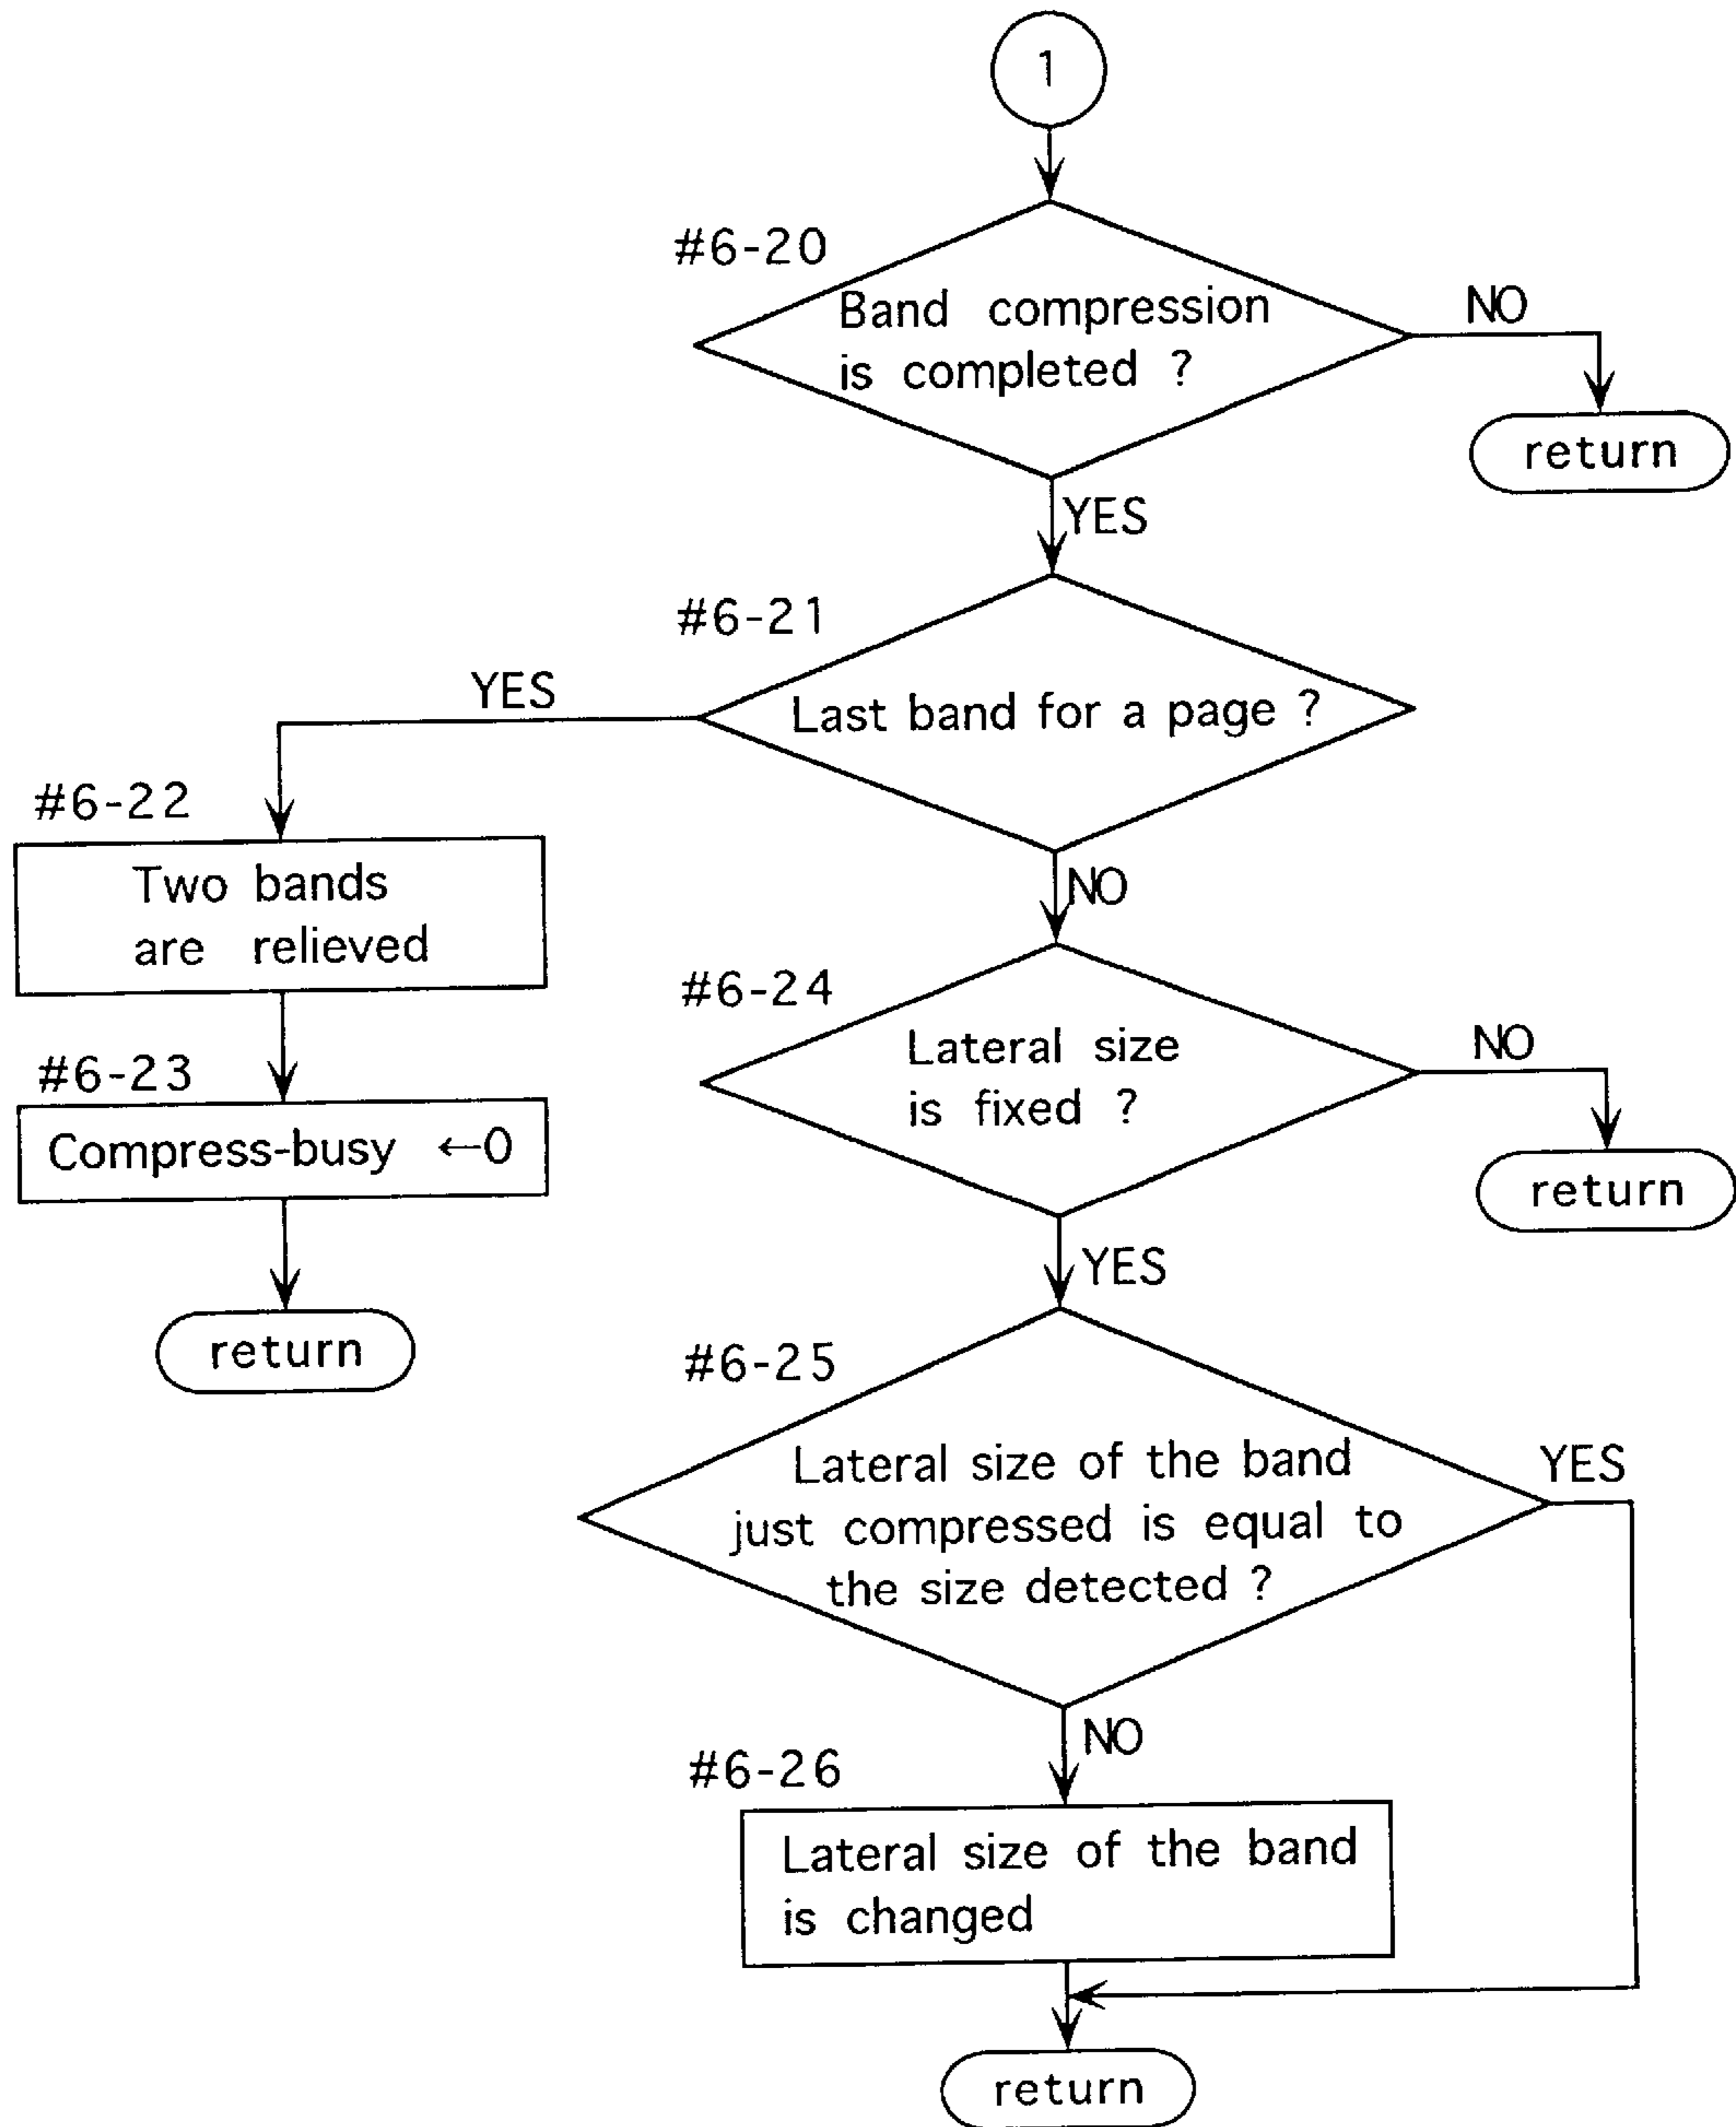 1
#6-20
Band compression
is completed ?
NO
return
YES
#6-21
Last band for a page ?
YES
#6-22
Two bands
are relieved
#6-23
Compress-busy ←0
return
NO
#6-24
Lateral size
is fixed ?
NO
return
YES
#6-25
Lateral size of the band
just compressed is equal to
the size detected ?
YES
NO
#6-26
Lateral size of the band
is changed
return